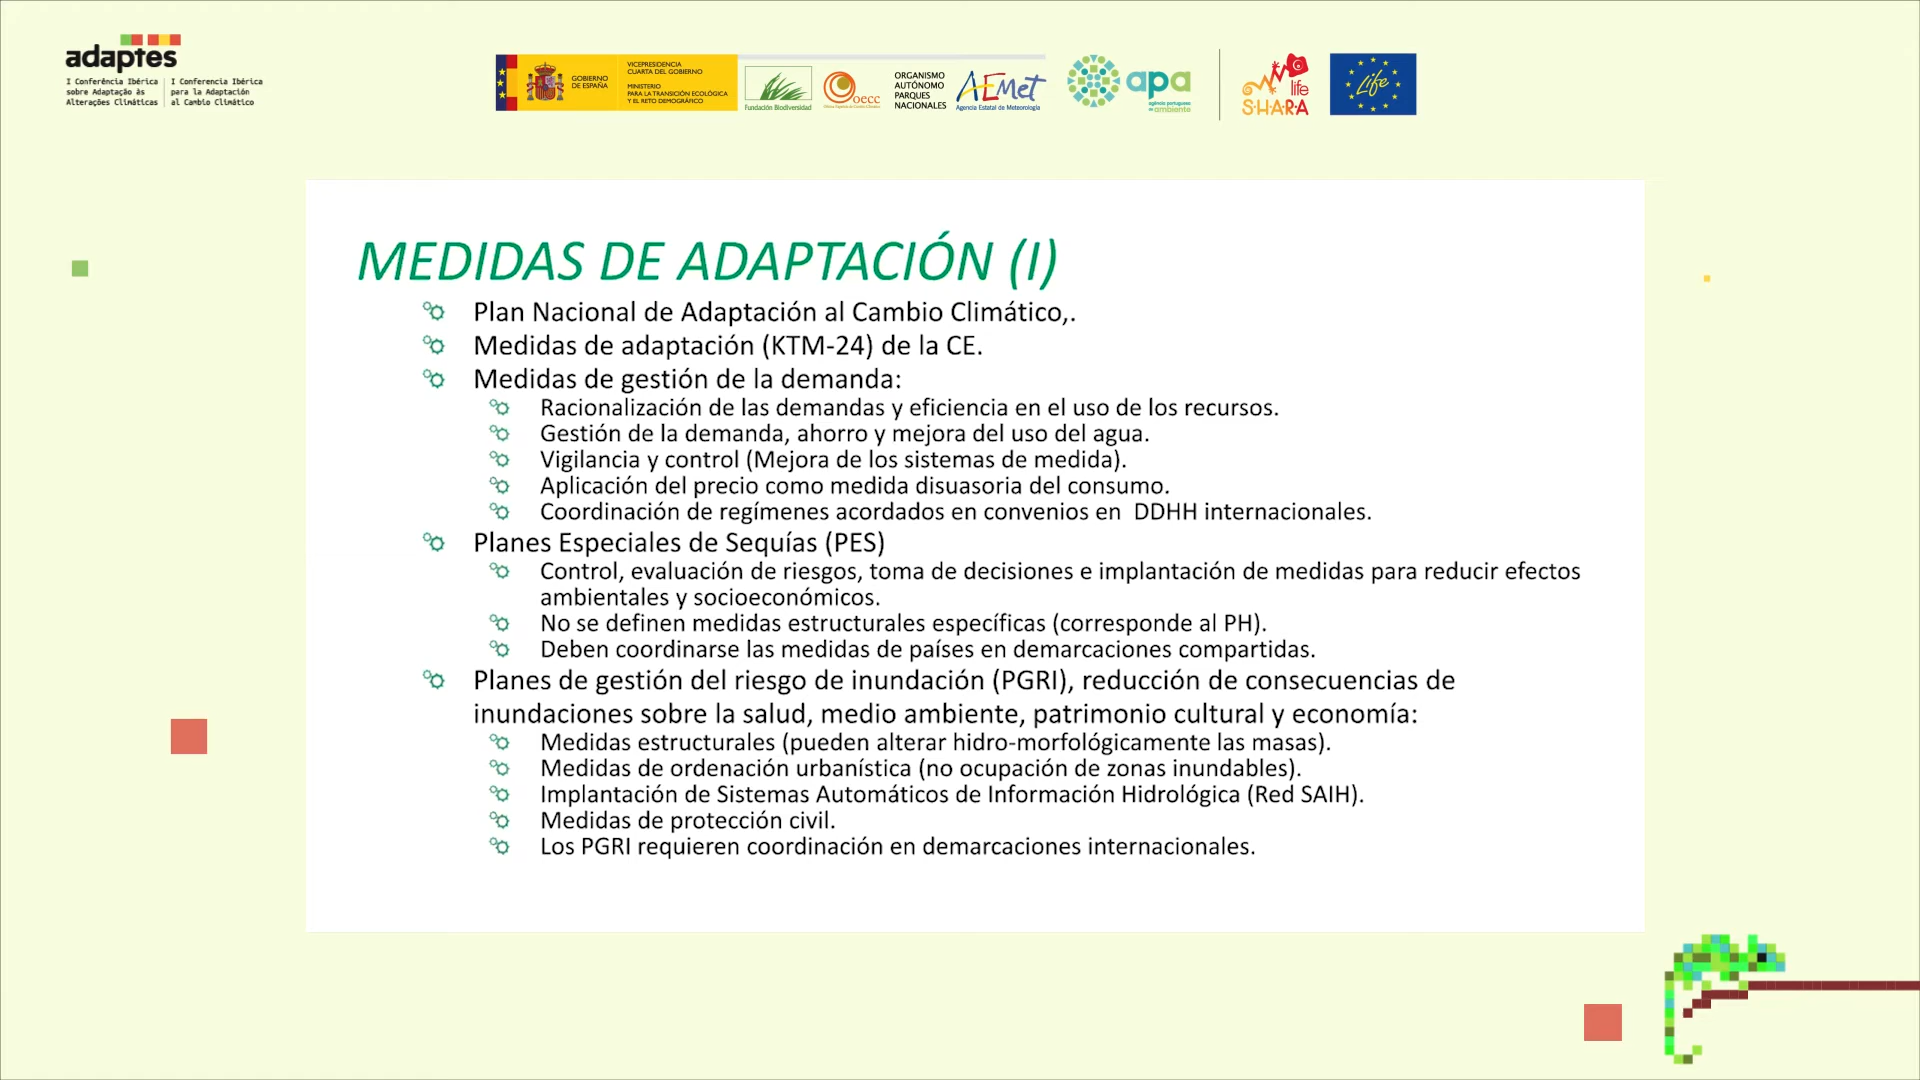 adaptes
I Conferência Ibérica
sobre Adaptação às
Alterações Climáticas
I Conferencia Ibérica
para la Adaptación
al Cambio Climático
GOBIERNO
DE ESPAÑA
VICEPRESIDENCIA
CUARTA DEL GOBIERNO
MINISTERIO
PARA LA TRANSICIÓN ECOLÓGICA
Y EL RETO DEMOGRÁFICO
Fundación Biodiversidad
oecc
ORGANISMO
AUTÓNOMO
PARQUES
NACIONALES
AEMet
Agencia Estatal de Meteorología
apa
agência portuguesa
do ambiente
life
SHARA
Life
MEDIDAS DE ADAPTACIÓN (I)
Plan Nacional de Adaptación al Cambio Climático,.
Medidas de adaptación (KTM-24) de la CE.
Medidas de gestión de la demanda:
Racionalización de las demandas y eficiencia en el uso de los recursos.
Gestión de la demanda, ahorro y mejora del uso del agua.
Vigilancia y control (Mejora de los sistemas de medida).
Aplicación del precio como medida disuasoria del consumo.
Coordinación de regímenes acordados en convenios en  DDHH internacionales.
Planes Especiales de Sequías (PES)
Control, evaluación de riesgos, toma de decisiones e implantación de medidas para reducir efectos
ambientales y socioeconómicos.
No se definen medidas estructurales específicas (corresponde al PH).
Deben coordinarse las medidas de países en demarcaciones compartidas.
Planes de gestión del riesgo de inundación (PGRI), reducción de consecuencias de
inundaciones sobre la salud, medio ambiente, patrimonio cultural y economía:
Medidas estructurales (pueden alterar hidro-morfológicamente las masas).
Medidas de ordenación urbanística (no ocupación de zonas inundables).
Implantación de Sistemas Automáticos de Información Hidrológica (Red SAIH).
Medidas de protección civil.
Los PGRI requieren coordinación en demarcaciones internacionales.